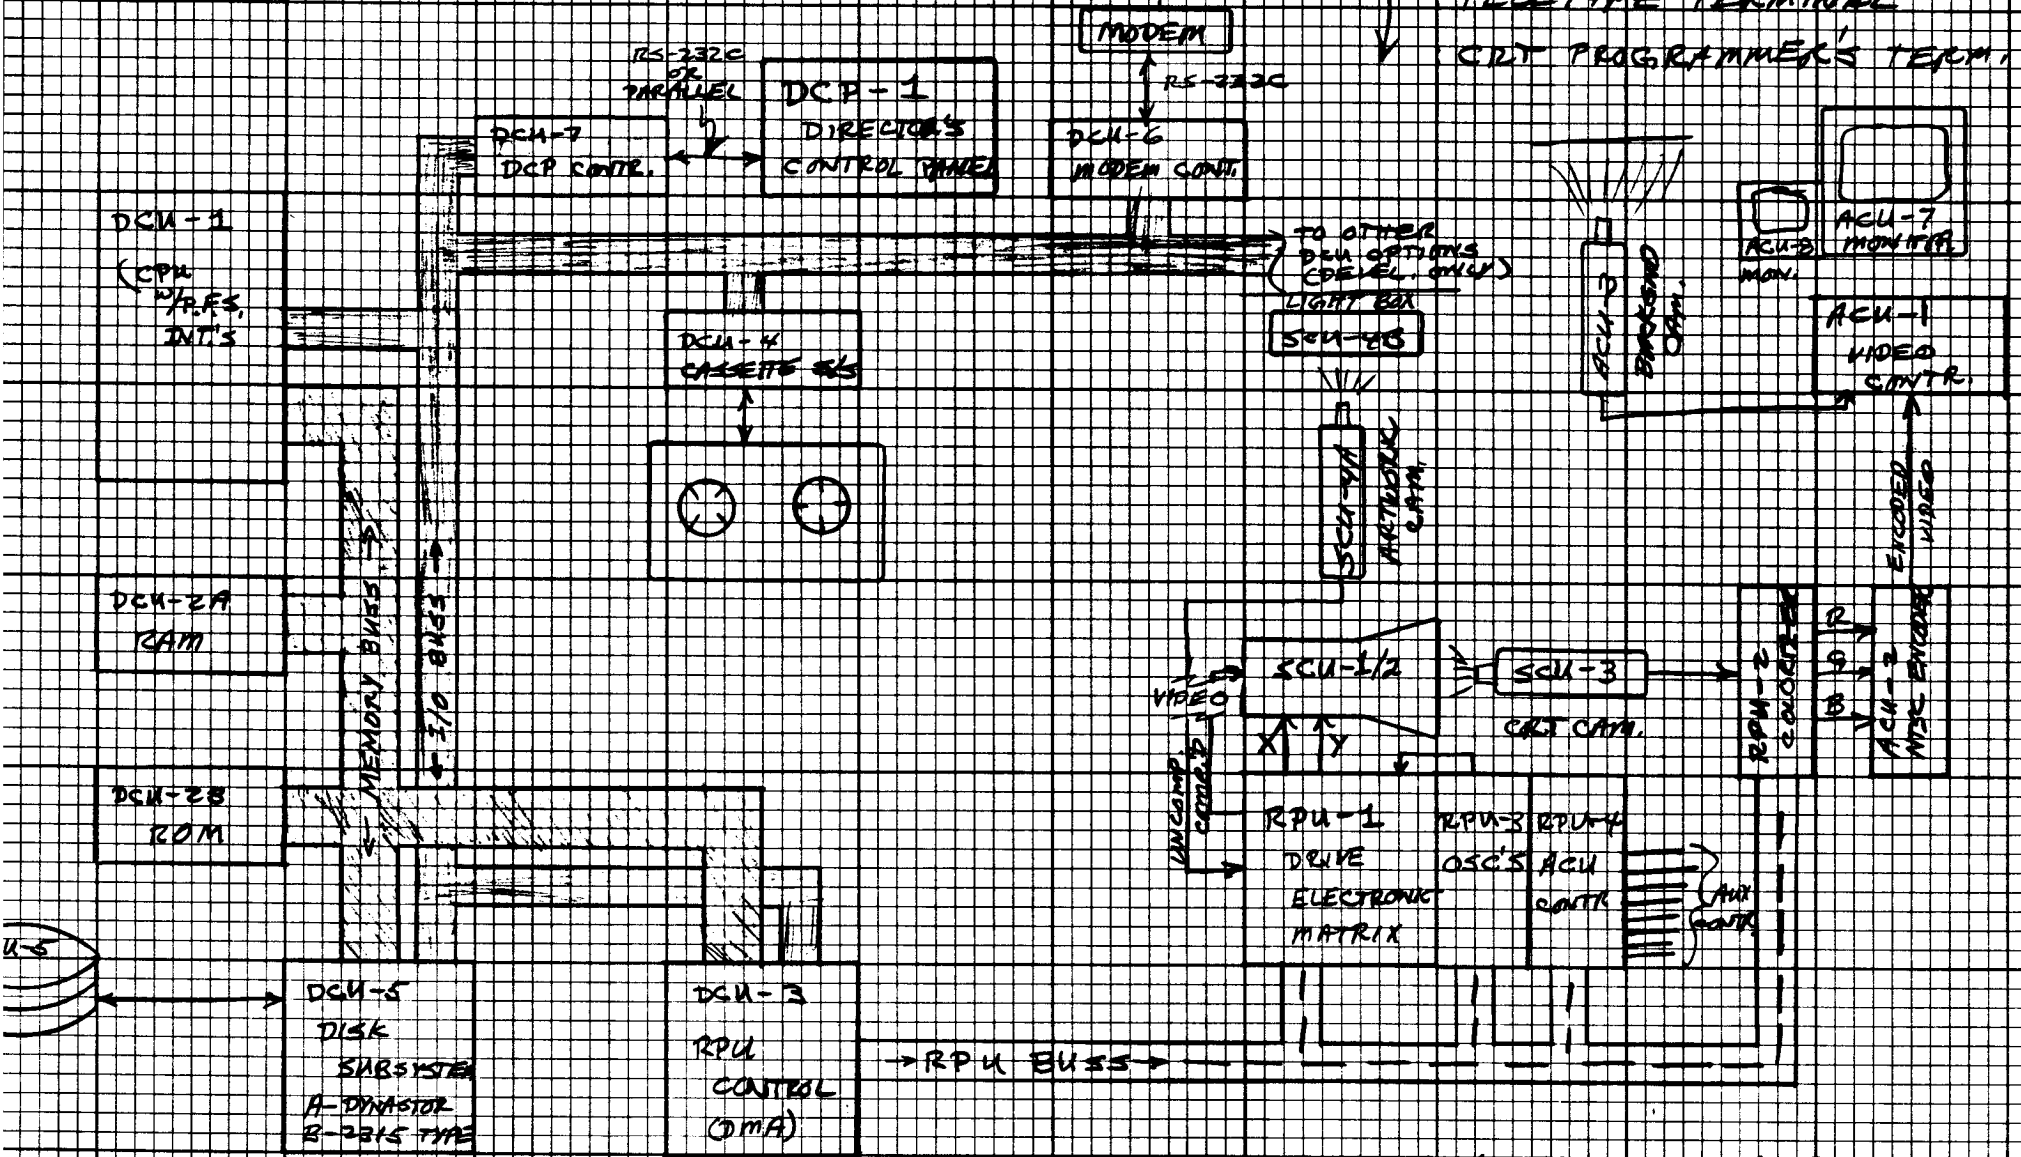 TELETYPE TERMINAL
CRT PROGRAMMER'S TERM.
MODEM
RS-232C
OR
PARALLEL
DCP-1
DIRECTOR'S
CONTROL PANEL
RS-232C
DCU-7
DCP CONTR.
DCU-6
MODEM CONT.
DCU-1
(CPU
W/P.F.S.
INT.'S
TO OTHER
DCU OPTIONS
(DEVEL. ONLY)
LIGHT BOX
SCU-4B
ACU-3
BKGRND
CAM.
ACU-8
MON.
ACU-7
MONITOR
ACU-1
VIDEO
CONTR.
DCU-4
CASSETTE S/S
SCU-4A
ARTWORK
CAM.
ENCODED
VIDEO
DCU-2A
RAM
← MEMORY BUSS →
← I/O BUSS →
SCU-1/2
VIDEO
X
Y
SCU-3
CRT CAM.
RPU-2
COLORIZER
R
G
B
ACU-2
NTSC ENCODER
DCU-2B
ROM
UNCOMP
COMP'D
RPU-1
DRIVE
ELECTRONIC
MATRIX
RPU-3
OSC'S
RPU-4
ACU
CONTR
AUX
CONTR.
U-5
DCU-5
DISK
SUBSYSTEM
A-DYNASTOR
B-2315 TYPE
DCU-3
RPU
CONTROL
(DMA)
→ RPU BUSS →